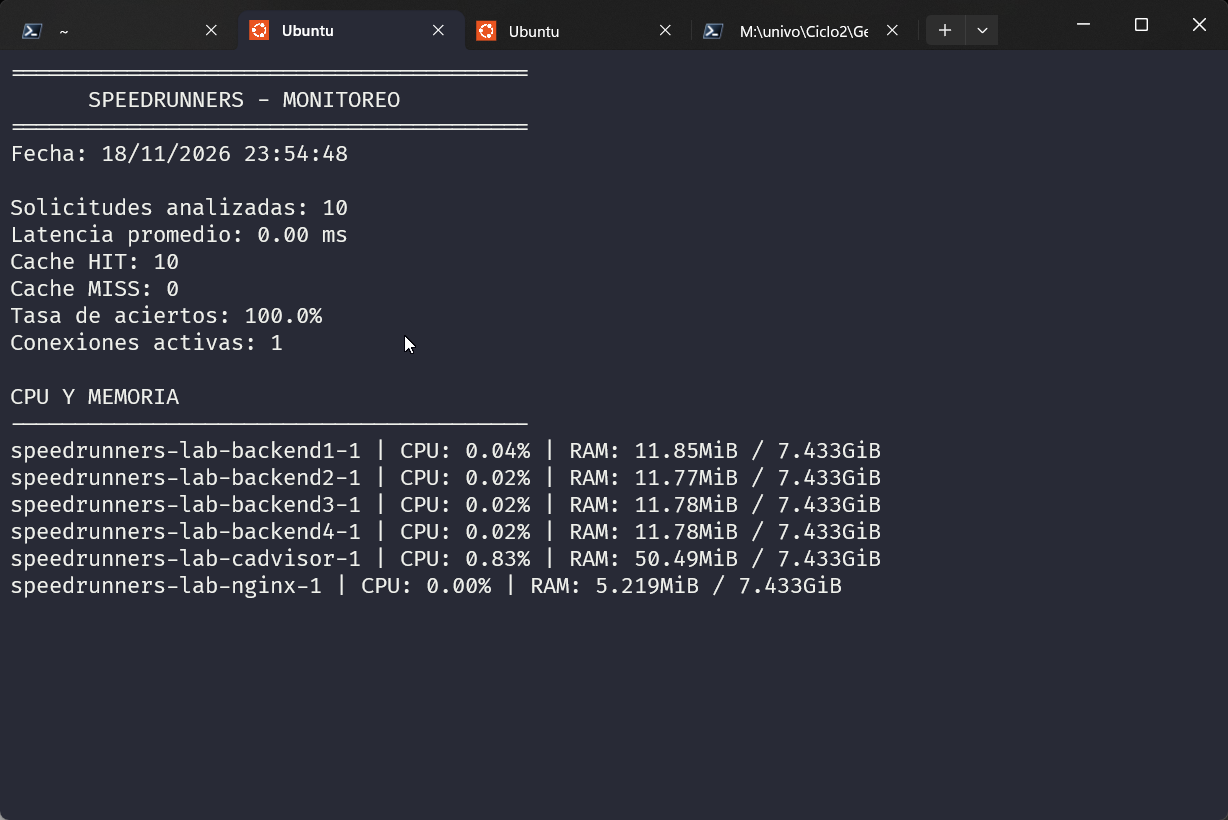 ~
Ubuntu
Ubuntu
M:\univo\Ciclo2\Ge
SPEEDRUNNERS - MONITOREO
Fecha: 18/11/2026 23:54:48
Solicitudes analizadas: 10
Latencia promedio: 0.00 ms
Cache HIT: 10
Cache MISS: 0
Tasa de aciertos: 100.0%
Conexiones activas: 1
CPU Y MEMORIA
speedrunners-lab-backend1-1 | CPU: 0.04% | RAM: 11.85MiB / 7.433GiB
speedrunners-lab-backend2-1 | CPU: 0.02% | RAM: 11.77MiB / 7.433GiB
speedrunners-lab-backend3-1 | CPU: 0.02% | RAM: 11.78MiB / 7.433GiB
speedrunners-lab-backend4-1 | CPU: 0.02% | RAM: 11.78MiB / 7.433GiB
speedrunners-lab-cadvisor-1 | CPU: 0.83% | RAM: 50.49MiB / 7.433GiB
speedrunners-lab-nginx-1 | CPU: 0.00% | RAM: 5.219MiB / 7.433GiB